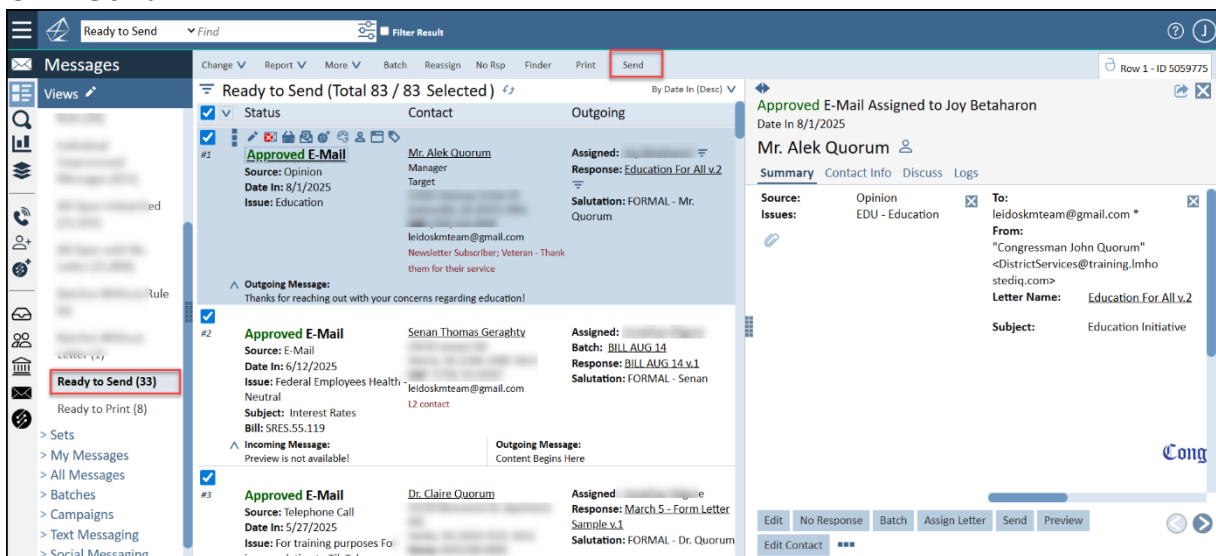 Ready to Send
Find
Filter Result
J
Messages
Views
ed
Rule
Letter (1)
Ready to Send (33)
Ready to Print (8)
> Sets
> My Messages
> All Messages
> Batches
> Campaigns
> Text Messaging
> Social Messaging
Change V Report V More V Batch Reassign No Rsp Finder Print Send
Ready to Send (Total 83 / 83 Selected)
By Date In (Desc) V
Status Contact Outgoing
#1
Approved E-Mail
Source: Opinion
Date In: 8/1/2025
Issue: Education
Mr. Alek Quorum
Manager
Target
leidoskmteam@gmail.com
Newsletter Subscriber; Veteran - Thank
them for their service
Assigned:
Response: Education For All v.2
Salutation: FORMAL - Mr.
Quorum
Outgoing Message:
Thanks for reaching out with your concerns regarding education!
#2
Approved E-Mail
Source: E-Mail
Date In: 6/12/2025
Issue: Federal Employees Health -
Neutral
Subject: Interest Rates
Bill: SRES.55.119
Senan Thomas Geraghty
leidoskmteam@gmail.com
L2 contact
Assigned:
Batch: BILL AUG 14
Response: BILL AUG 14 v.1
Salutation: FORMAL - Senan
Incoming Message:
Preview is not available!
Outgoing Message:
Content Begins Here
#3
Approved E-Mail
Source: Telephone Call
Date In: 5/27/2025
Issue: For training purposes Fo
Dr. Claire Quorum
Assigned e
Response: March 5 - Form Letter
Sample v.1
Salutation: FORMAL - Dr. Quorum
Row 1 - ID 5059775
Approved E-Mail Assigned to Joy Betaharon
Date In 8/1/2025
Mr. Alek Quorum
Summary Contact Info Discuss Logs
Source: Opinion
Issues: EDU - Education
To:
leidoskmteam@gmail.com *
From:
"Congressman John Quorum"
<DistrictServices@training.lmho
stediq.com>
Letter Name: Education For All v.2
Subject: Education Initiative
Cong
Edit No Response Batch Assign Letter Send Preview
Edit Contact